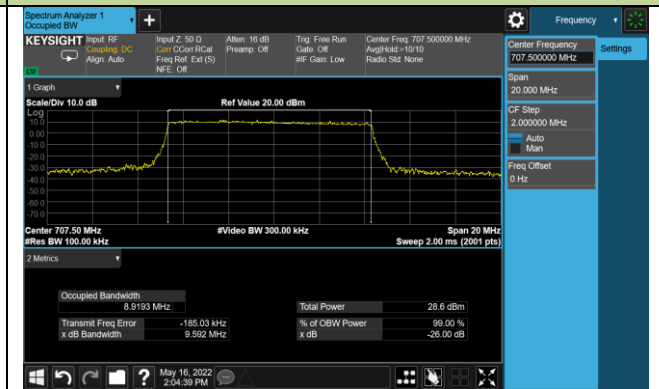 Spectrum Analyzer 1
Occupied BW
+
Frequency
KEYSIGHT
Input: RF
Coupling: DC
Align: Auto
Input Z: 50 Ω
Corr CCorr RCal
Freq Ref: Ext (S)
NFE: Off
Atten: 16 dB
Preamp: Off
Trig: Free Run
Gate: Off
#IF Gain: Low
Center Freq: 707.500000 MHz
Avg|Hold:>10/10
Radio Std: None
Center Frequency
707.500000 MHz
Settings
Span
20.000 MHz
CF Step
2.000000 MHz
Auto
Man
Freq Offset
0 Hz
1 Graph
Scale/Div 10.0 dB
Ref Value 20.00 dBm
Log
10.0
0.00
-10.0
-20.0
-30.0
-40.0
-50.0
-60.0
-70.0
Center 707.50 MHz
#Video BW 300.00 kHz
Span 20 MHz
#Res BW 100.00 kHz
Sweep 2.00 ms (2001 pts)
2 Metrics
Occupied Bandwidth
8.9193 MHz
Total Power 28.6 dBm
Transmit Freq Error -185.03 kHz
% of OBW Power 99.00 %
x dB Bandwidth 9.592 MHz
x dB -26.00 dB
?
May 16, 2022
2:04:39 PM